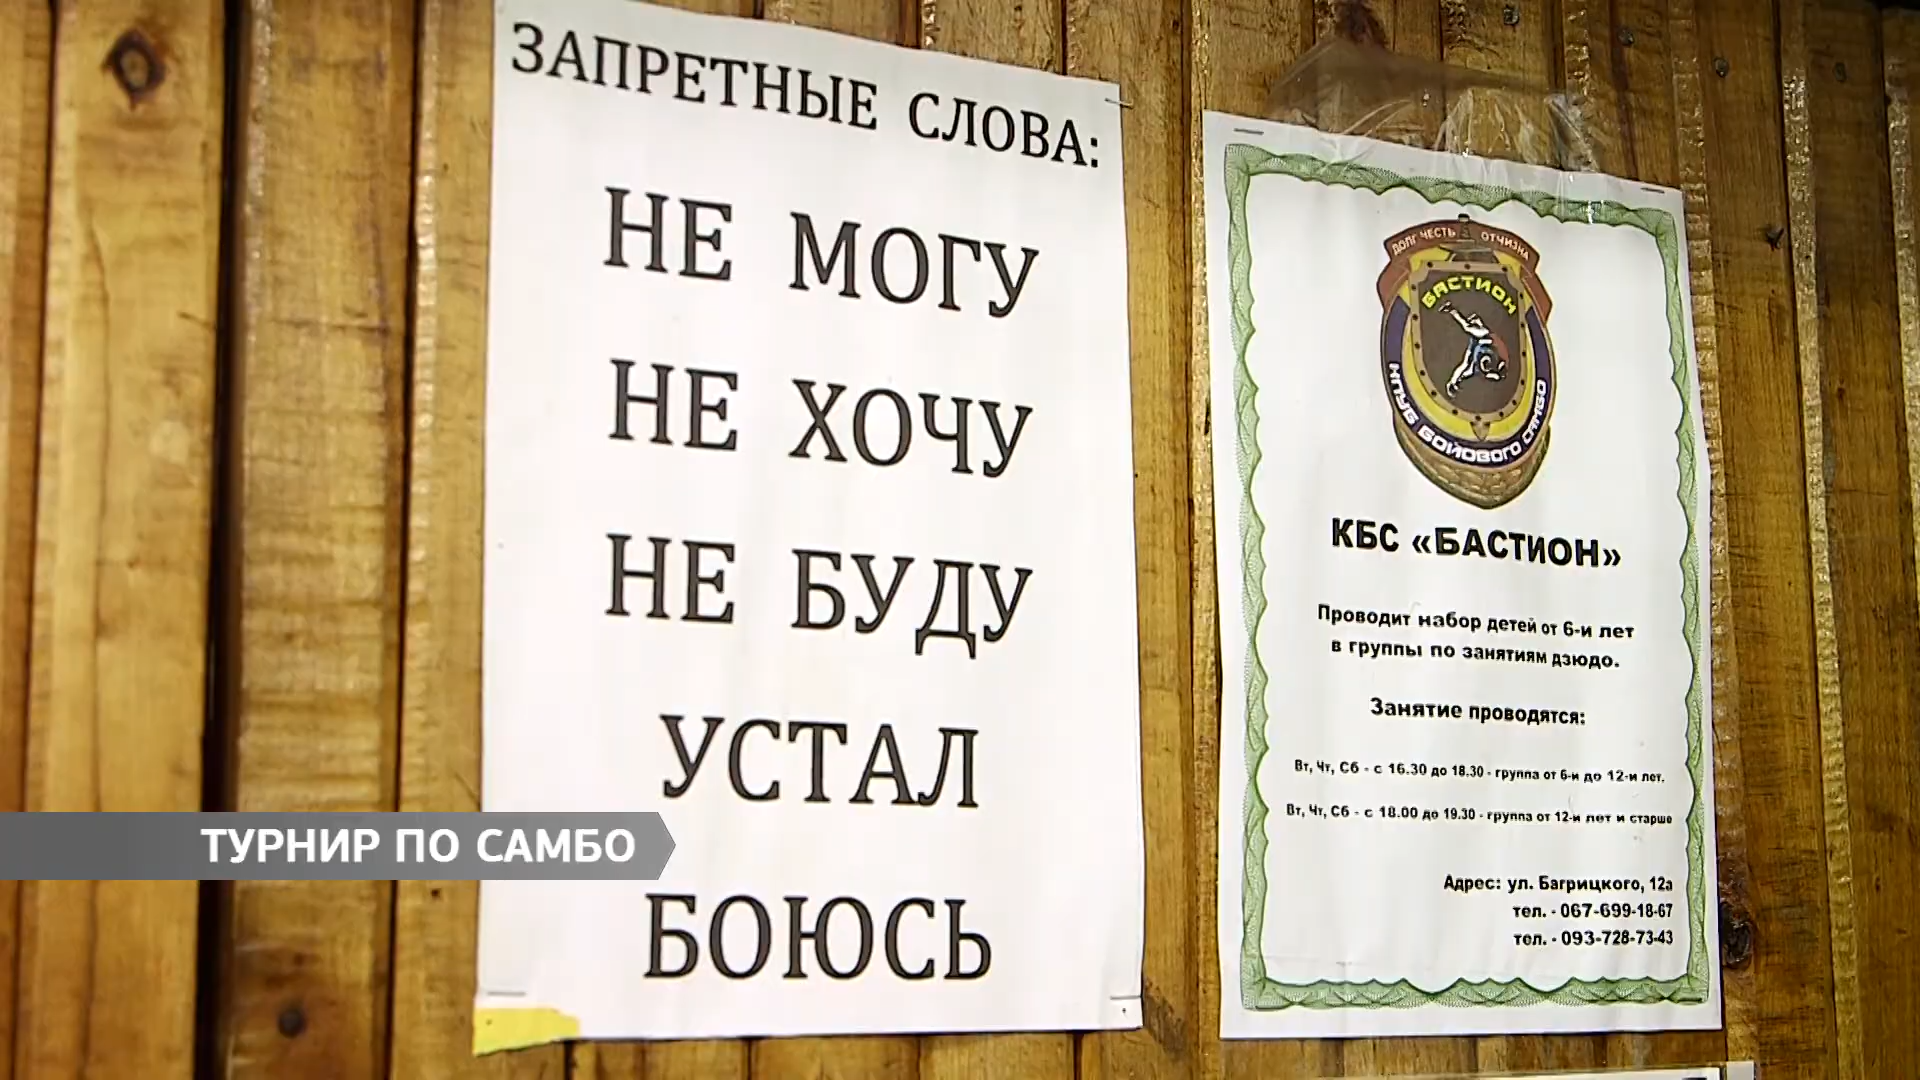 ЗАПРЕТНЫЕ СЛОВА:
НЕ МОГУ
НЕ ХОЧУ
НЕ БУДУ
УСТАЛ
БОЮСЬ
ДОЛГ ЧЕСТЬ ОТЧИЗНА
БАСТИОН
КЛУБ БОЙОВОГО САМБО
КБС «БАСТИОН»
Проводит набор детей от 6-и лет
в группы по занятиям дзюдо.
Занятие проводятся:
Вт, Чт, Сб - с 16.30 до 18.30 - группа от 6-и до 12-и лет.
Вт, Чт, Сб - с 18.00 до 19.30 - группа от 12-и лет и старше
Адрес: ул. Багрицкого, 12а
тел. - 067-699-18-67
тел. - 093-728-73-43
ТУРНИР ПО САМБО